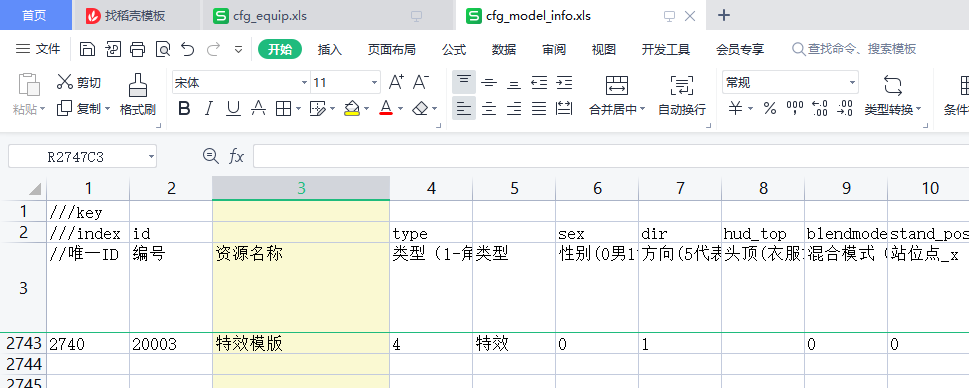 首页 找稻壳模板 cfg_equip.xls cfg_model_info.xls
文件 开始 插入 页面布局 公式 数据 审阅 视图 开发工具 会员专享 查找命令、搜索模板
粘贴 剪切 复制 格式刷 宋体 11 A⁺ A⁻ B I U A 合并居中 自动换行 常规 ¥ % 类型转换
R2747C3 fx
1 2 3 4 5 6 7 8 9 10
1 ///key
2 ///index id type sex dir hud_top blendmode stand_pos
3 //唯一ID 编号 资源名称 类型（1-角 类型 性别(0男1 方向(5代表 头顶(衣服 混合模式（ 站位点_x
2743 2740 20003 特效模版 4 特效 0 1 0 0
2744
2745